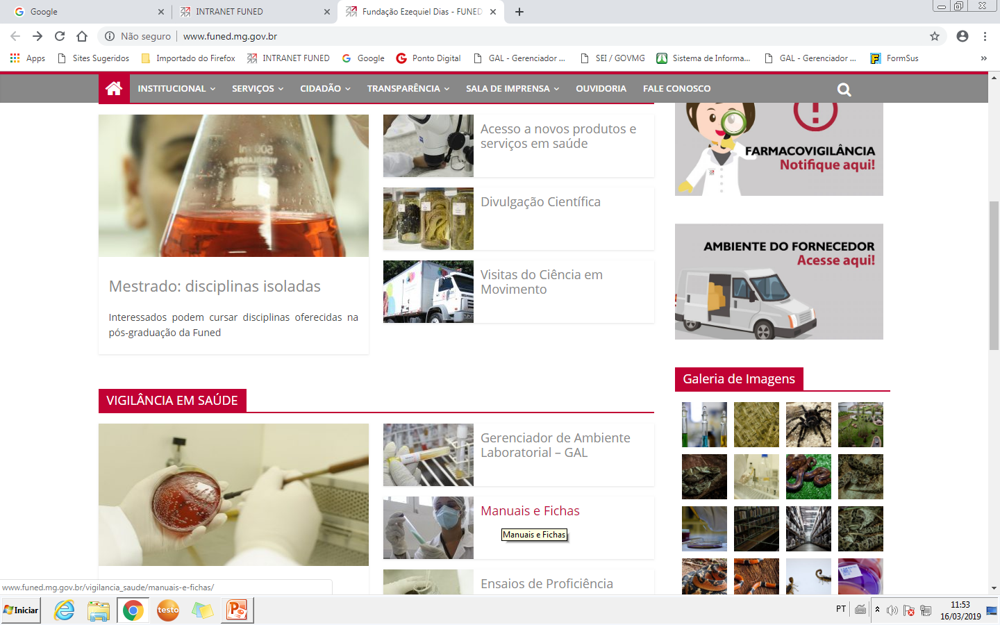 Google
INTRANET FUNED
Fundação Ezequiel Dias - FUNED
Não seguro
www.funed.mg.gov.br
Apps
Sites Sugeridos
Importado do Firefox
INTRANET FUNED
Google
Ponto Digital
GAL - Gerenciador ...
SEI / GOVMG
Sistema de Informa...
GAL - Gerenciador ...
FormSus
»
INSTITUCIONAL
SERVIÇOS
CIDADÃO
TRANSPARÊNCIA
SALA DE IMPRENSA
OUVIDORIA
FALE CONOSCO
500 ml
Mestrado: disciplinas isoladas
Interessados podem cursar disciplinas oferecidas na
pós-graduação da Funed
Acesso a novos produtos e
serviços em saúde
Divulgação Científica
Visitas do Ciência em
Movimento
FARMACOVIGILÂNCIA
Notifique aqui!
AMBIENTE DO FORNECEDOR
Acesse aqui!
Galeria de Imagens
VIGILÂNCIA EM SAÚDE
Gerenciador de Ambiente
Laboratorial – GAL
Manuais e Fichas
Manuais e Fichas
Ensaios de Proficiência
www.funed.mg.gov.br/vigilancia_saude/manuais-e-fichas/
Iniciar
testo
PT
11:53
16/03/2019